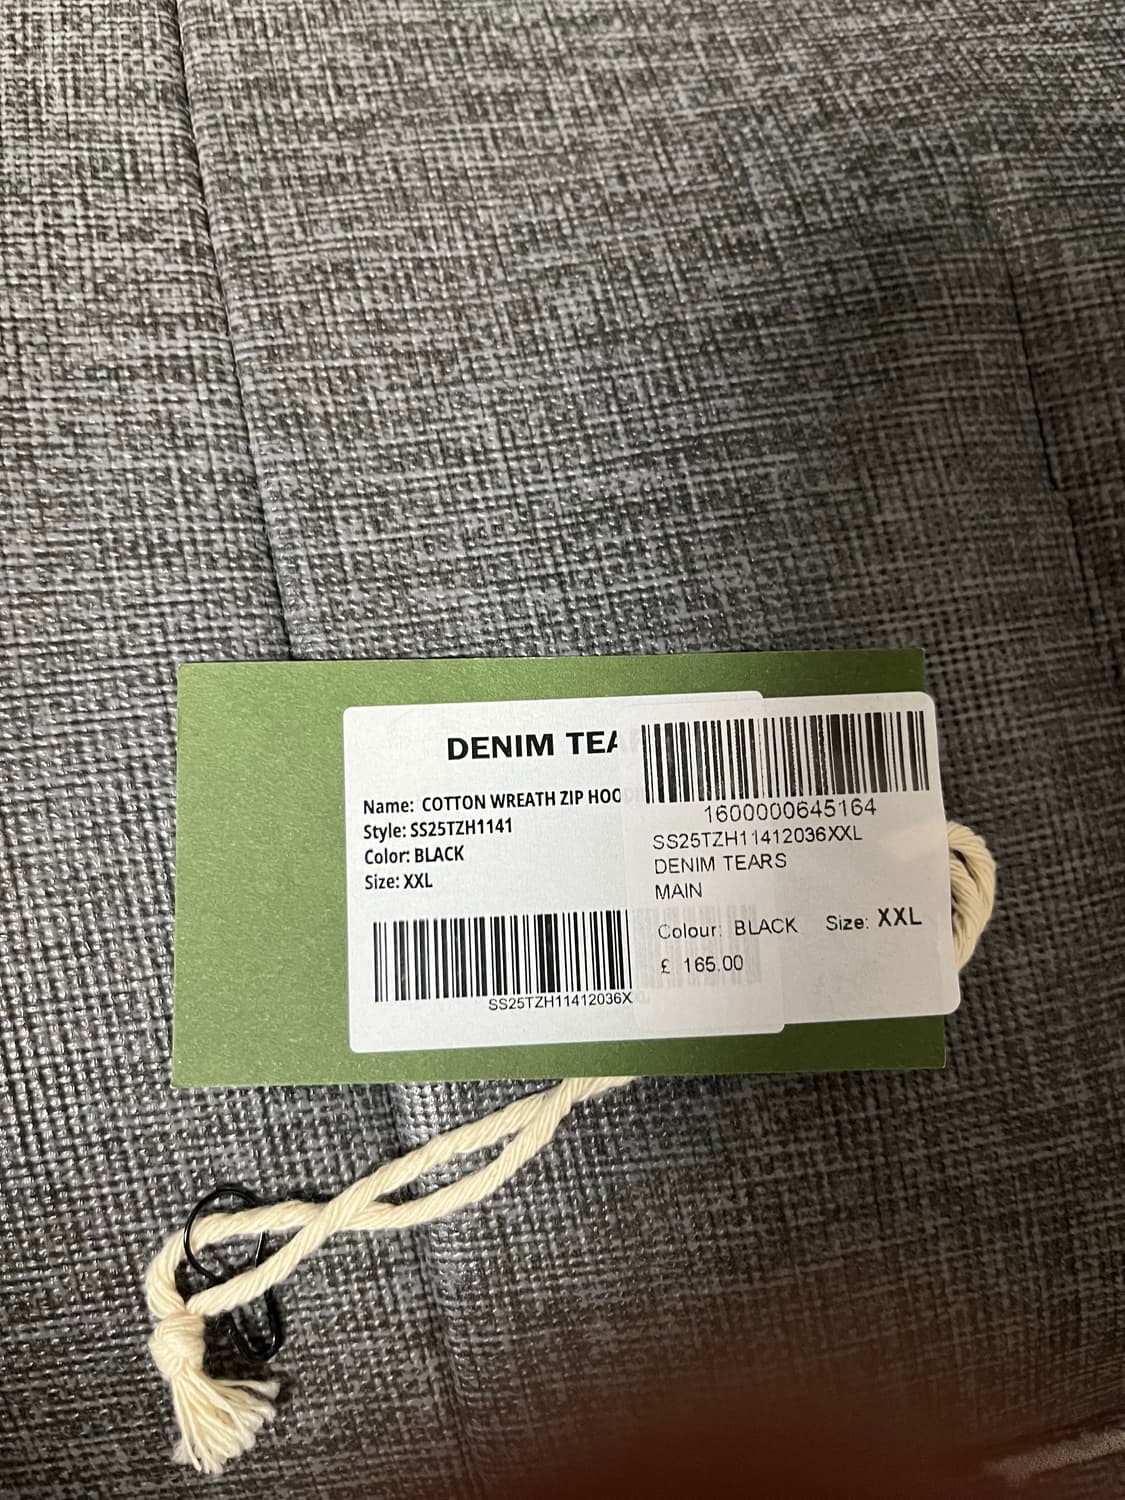 DENIM TEA
Name: COTTON WREATH ZIP HOO
Style: SS25TZH1141
Color: BLACK
Size: XXL
SS25TZH11412036X
1600000645164
SS25TZH11412036XXL
DENIM TEARS
MAIN
Colour: BLACK Size: XXL
£ 165.00